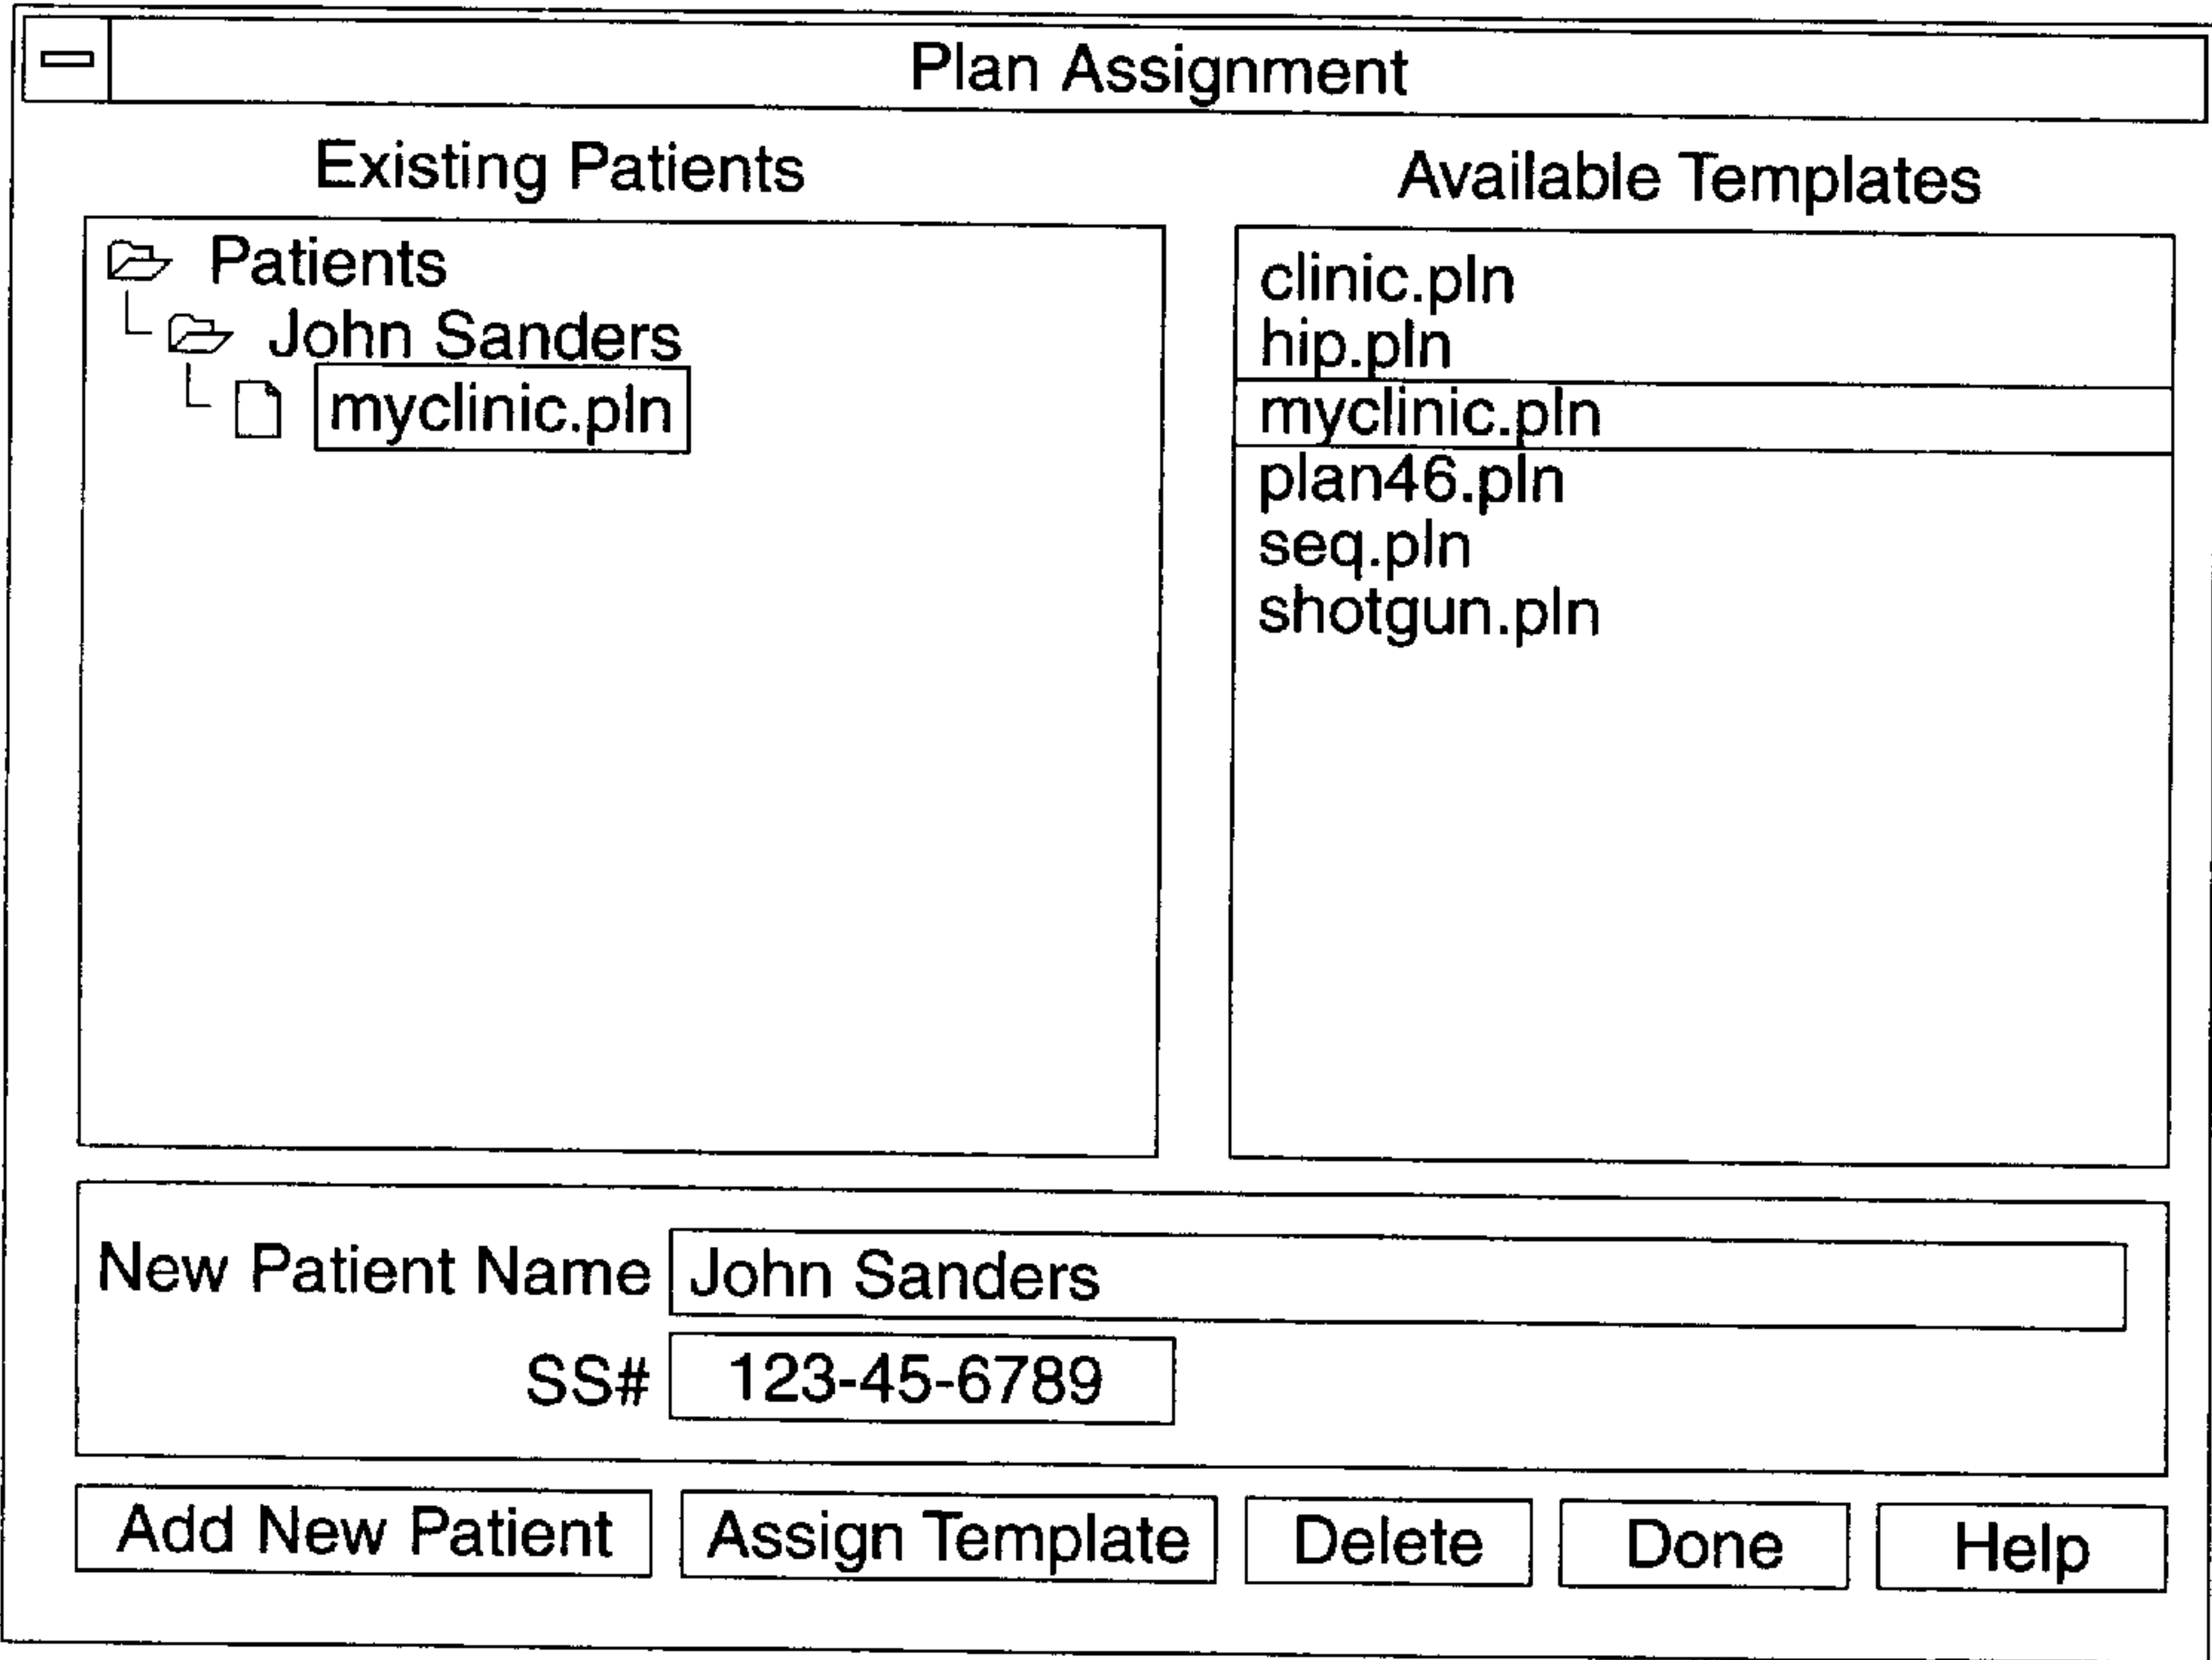 Plan Assignment
Existing Patients
Patients
John Sanders
myclinic.pln
Available Templates
clinic.pln
hip.pln
myclinic.pln
plan46.pln
seq.pln
shotgun.pln
New Patient Name John Sanders
SS# 123-45-6789
Add New Patient Assign Template Delete Done Help